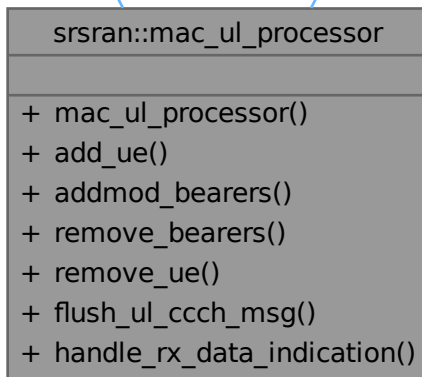 srsran::mac_ul_processor
+ mac_ul_processor()
+ add_ue()
+ addmod_bearers()
+ remove_bearers()
+ remove_ue()
+ flush_ul_ccch_msg()
+ handle_rx_data_indication()